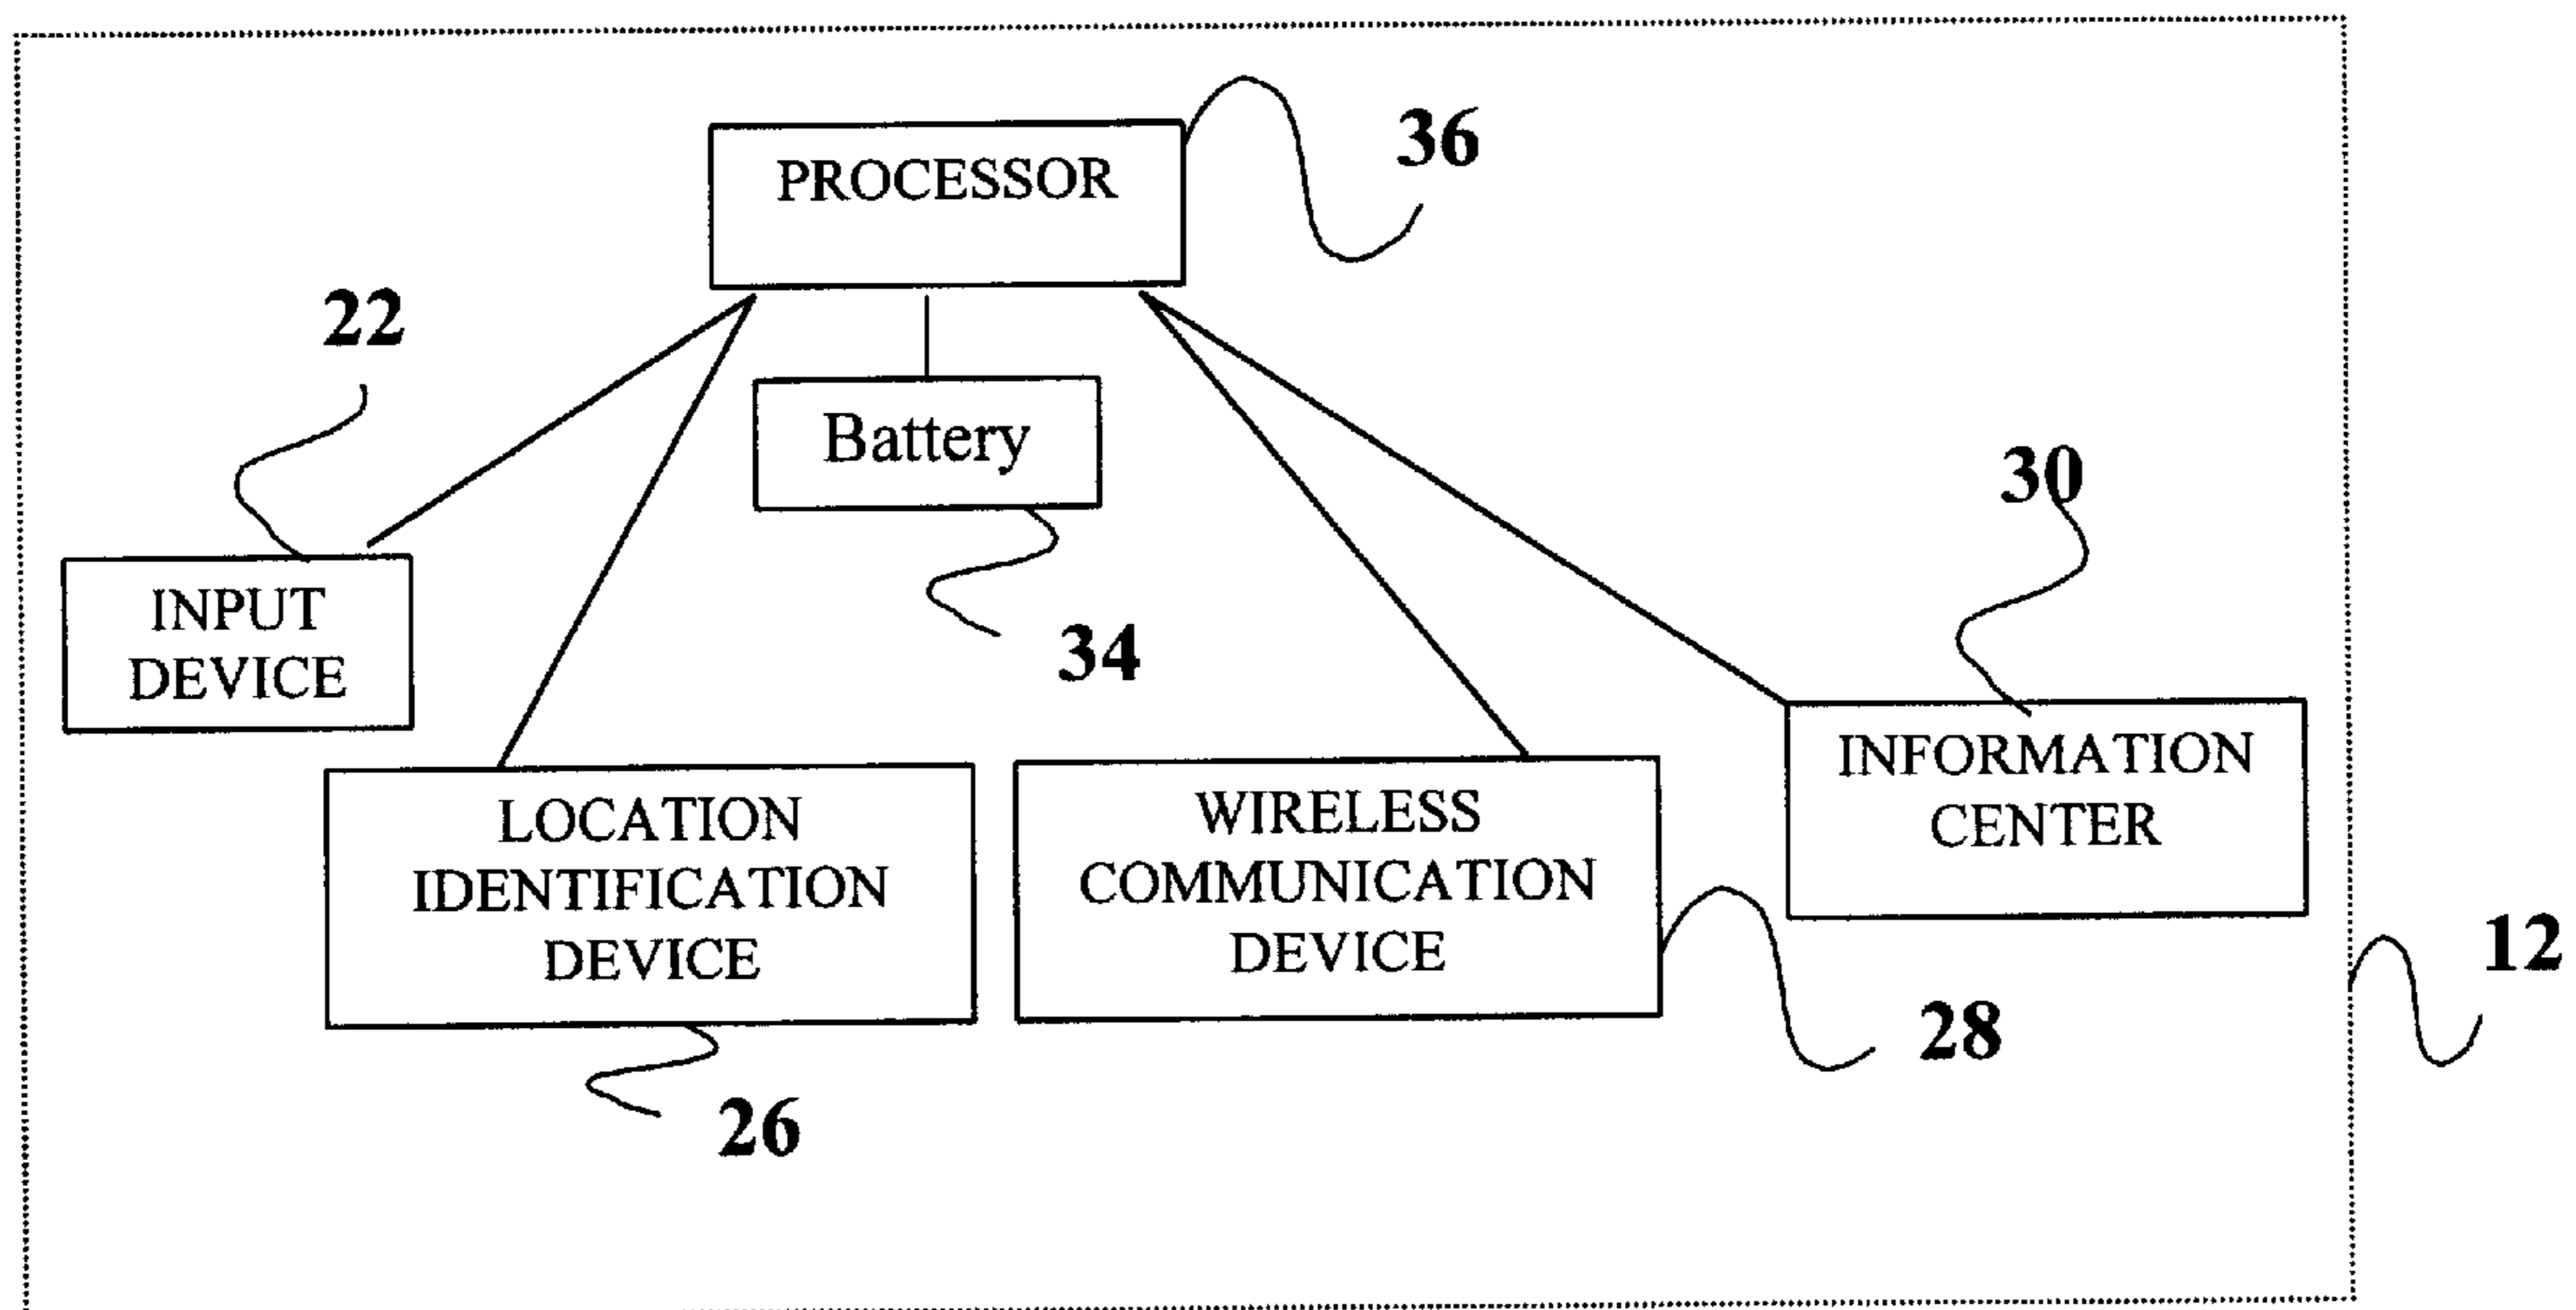 36
PROCESSOR
22
Battery
30
INPUT
DEVICE
34
INFORMATION
CENTER
LOCATION
IDENTIFICATION
DEVICE
WIRELESS
COMMUNICATION
DEVICE
12
28
26